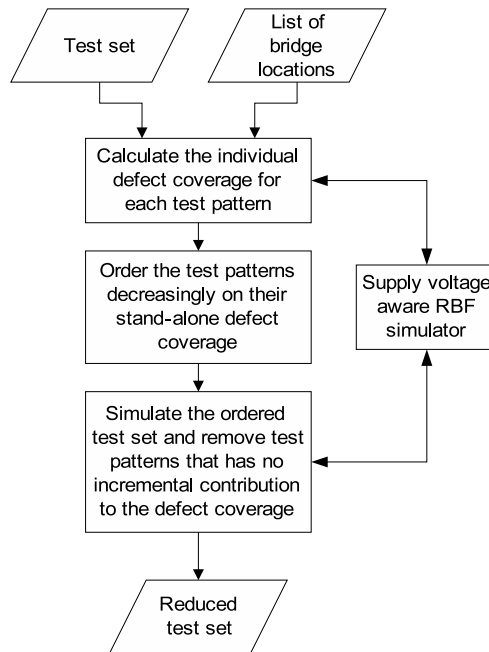 Test set
List of
bridge
locations
Calculate the individual
defect coverage for
each test pattern
Order the test patterns
decreasingly on their
stand-alone defect
coverage
Supply voltage
aware RBF
simulator
Simulate the ordered
test set and remove test
patterns that has no
incremental contribution
to the defect coverage
Reduced
test set